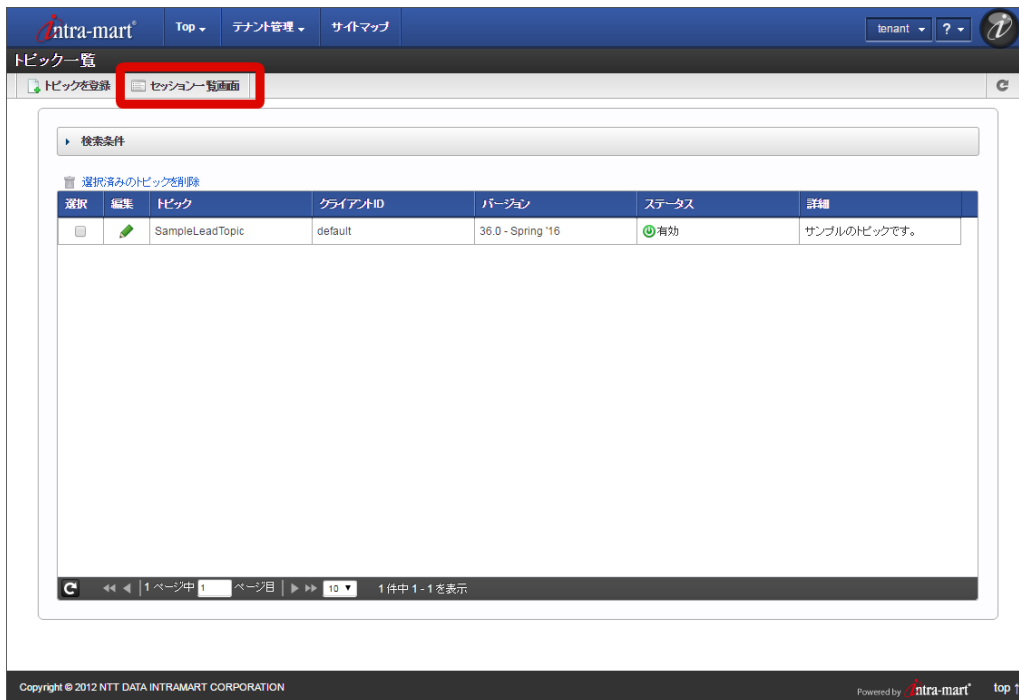 intra-mart® Top テナント管理 サイトマップ tenant ?
トピック一覧
トピックを登録 セッション一覧画面
検索条件
選択済みのトピックを削除
選択 編集 トピック クライアントID バージョン ステータス 詳細
SampleLeadTopic default 36.0 - Spring '16 有効 サンプルのトピックです。
1 ページ中 1 ページ目 10 1 件中 1 - 1 を表示
Copyright © 2012 NTT DATA INTRAMART CORPORATION Powered by intra-mart® top ↑